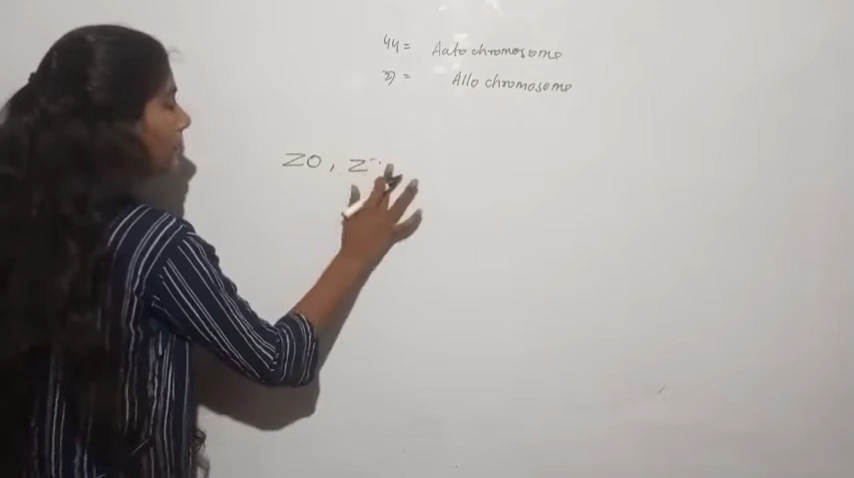 44 = Auto chromosome
= Allo chromosome
ZO, Z